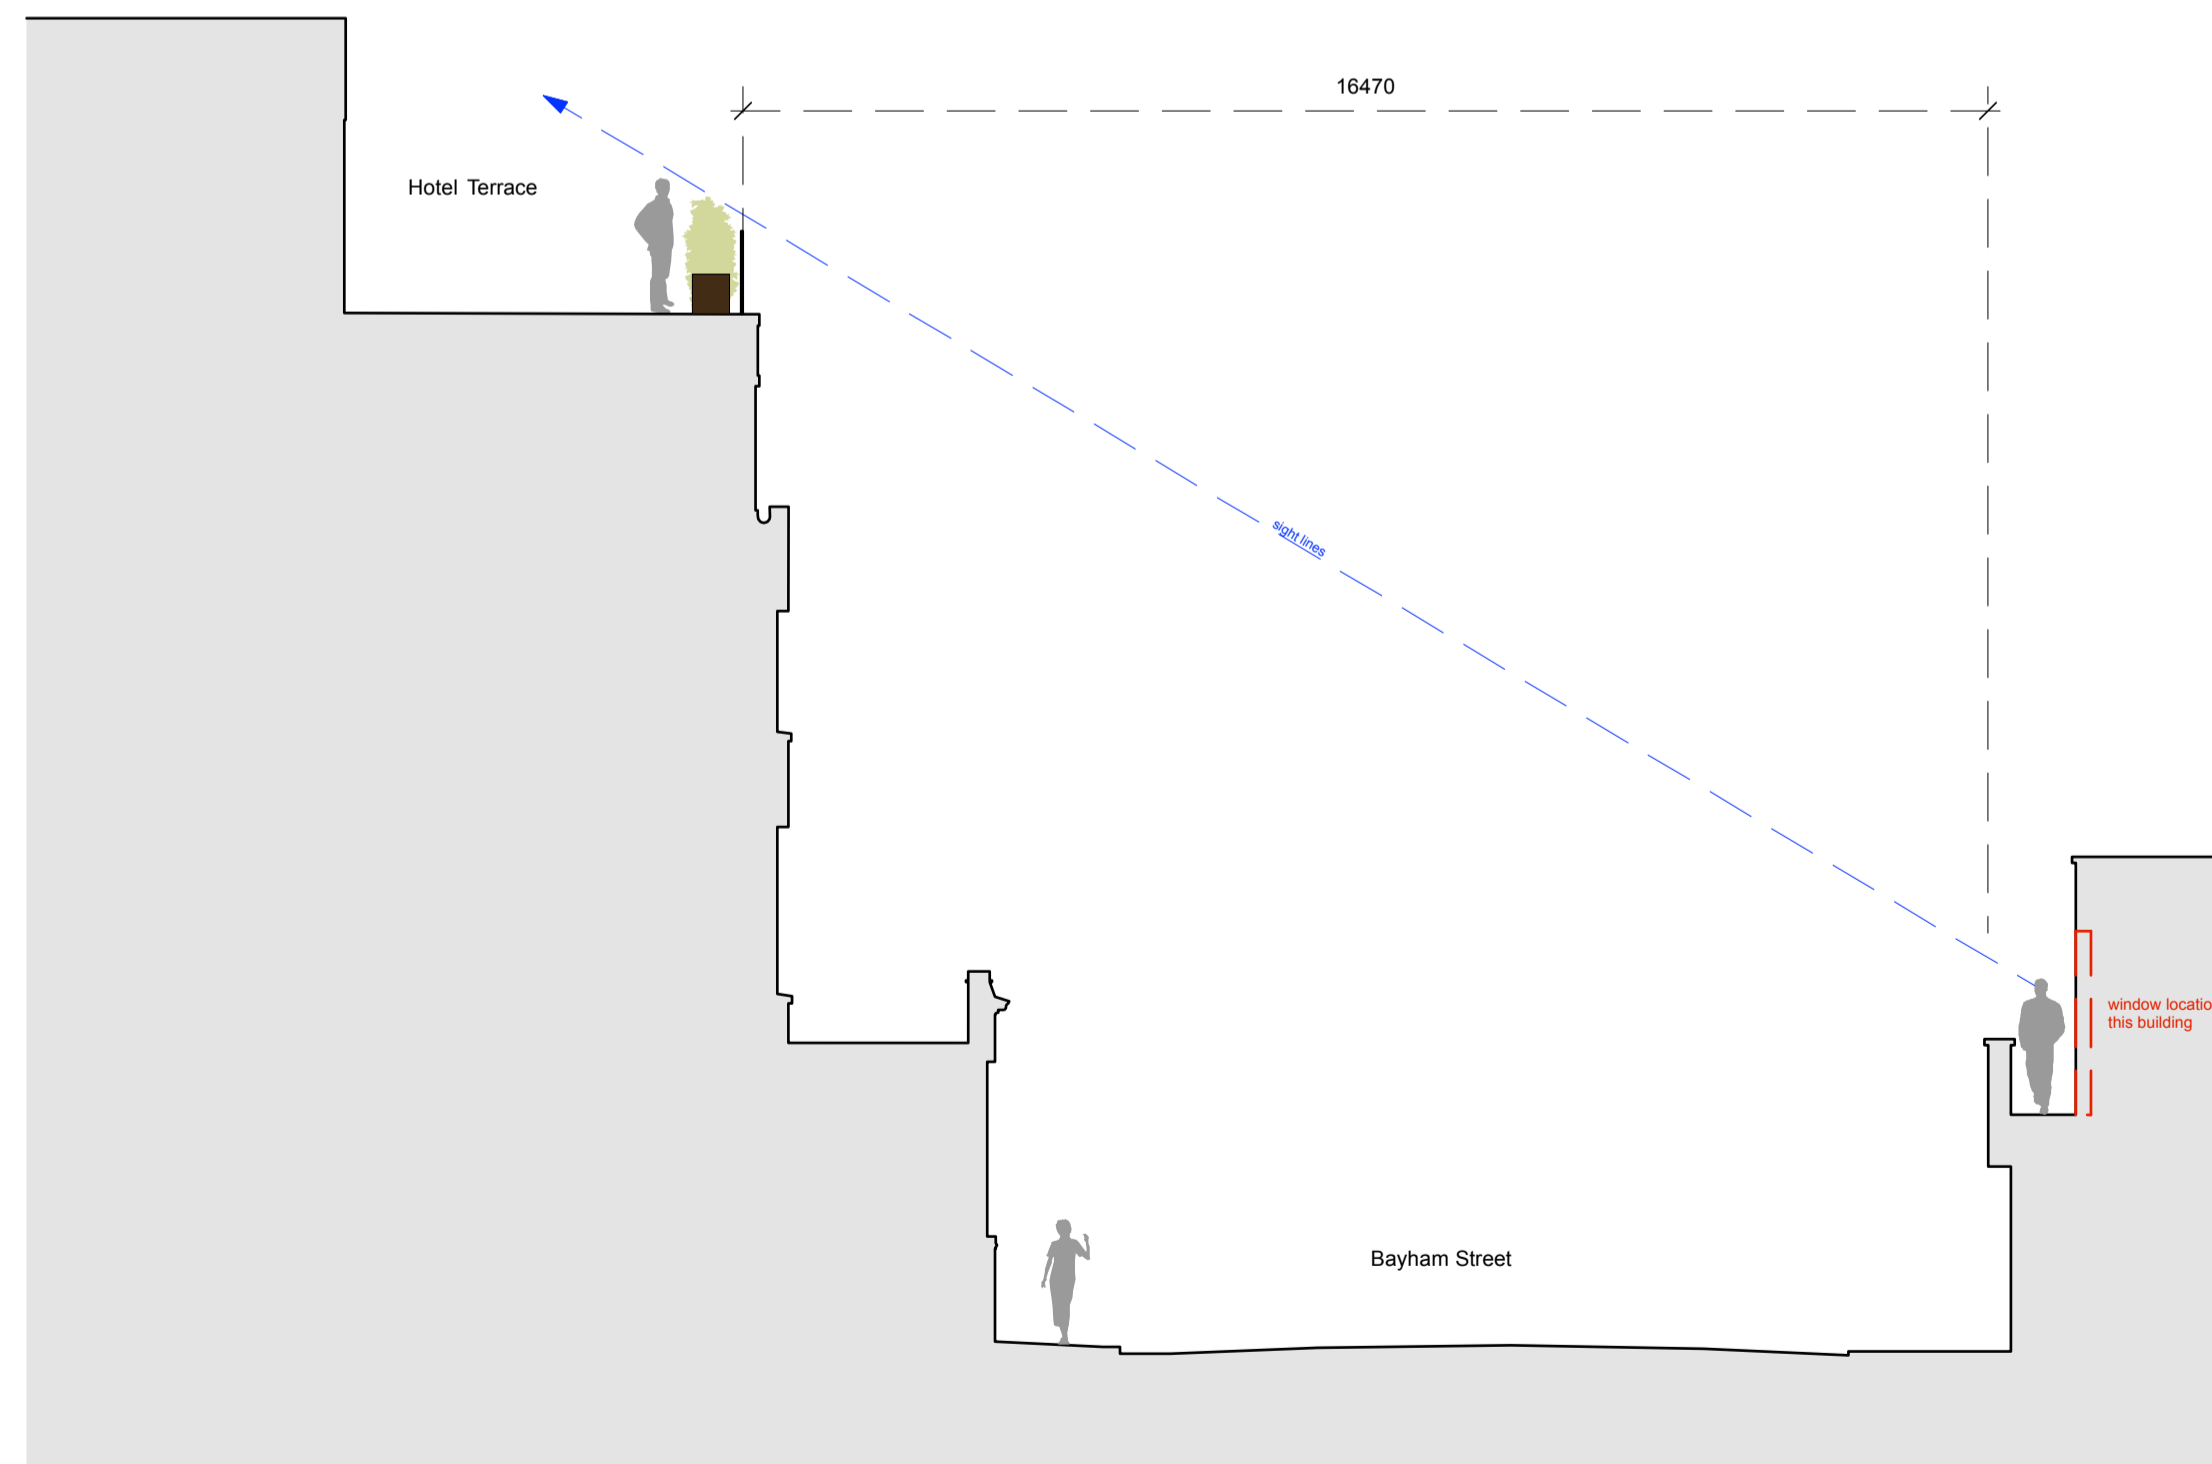 16470
Hotel Terrace
sight lines
window locatio
this building
Bayham Street